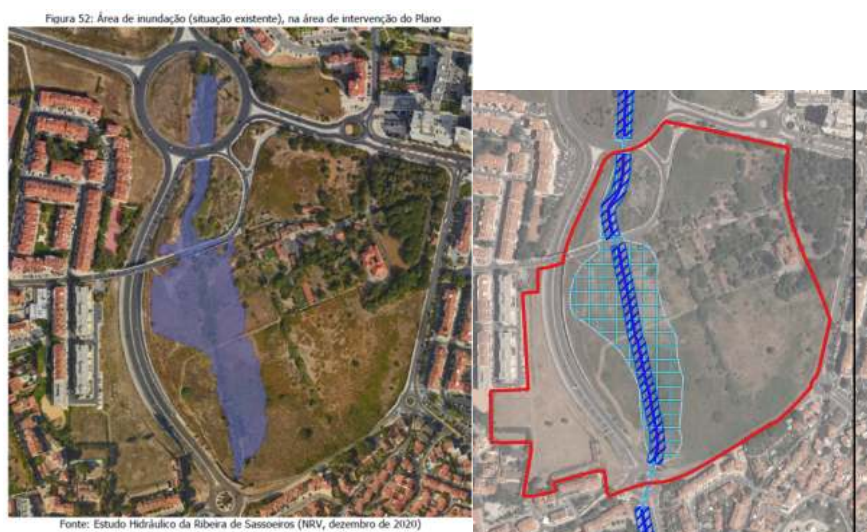 Figura 52: Área de inundação (situação existente), na área de intervenção do Plano
Fonte: Estudo Hidráulico da Ribeira de Sassoeiros (NRV, dezembro de 2020)